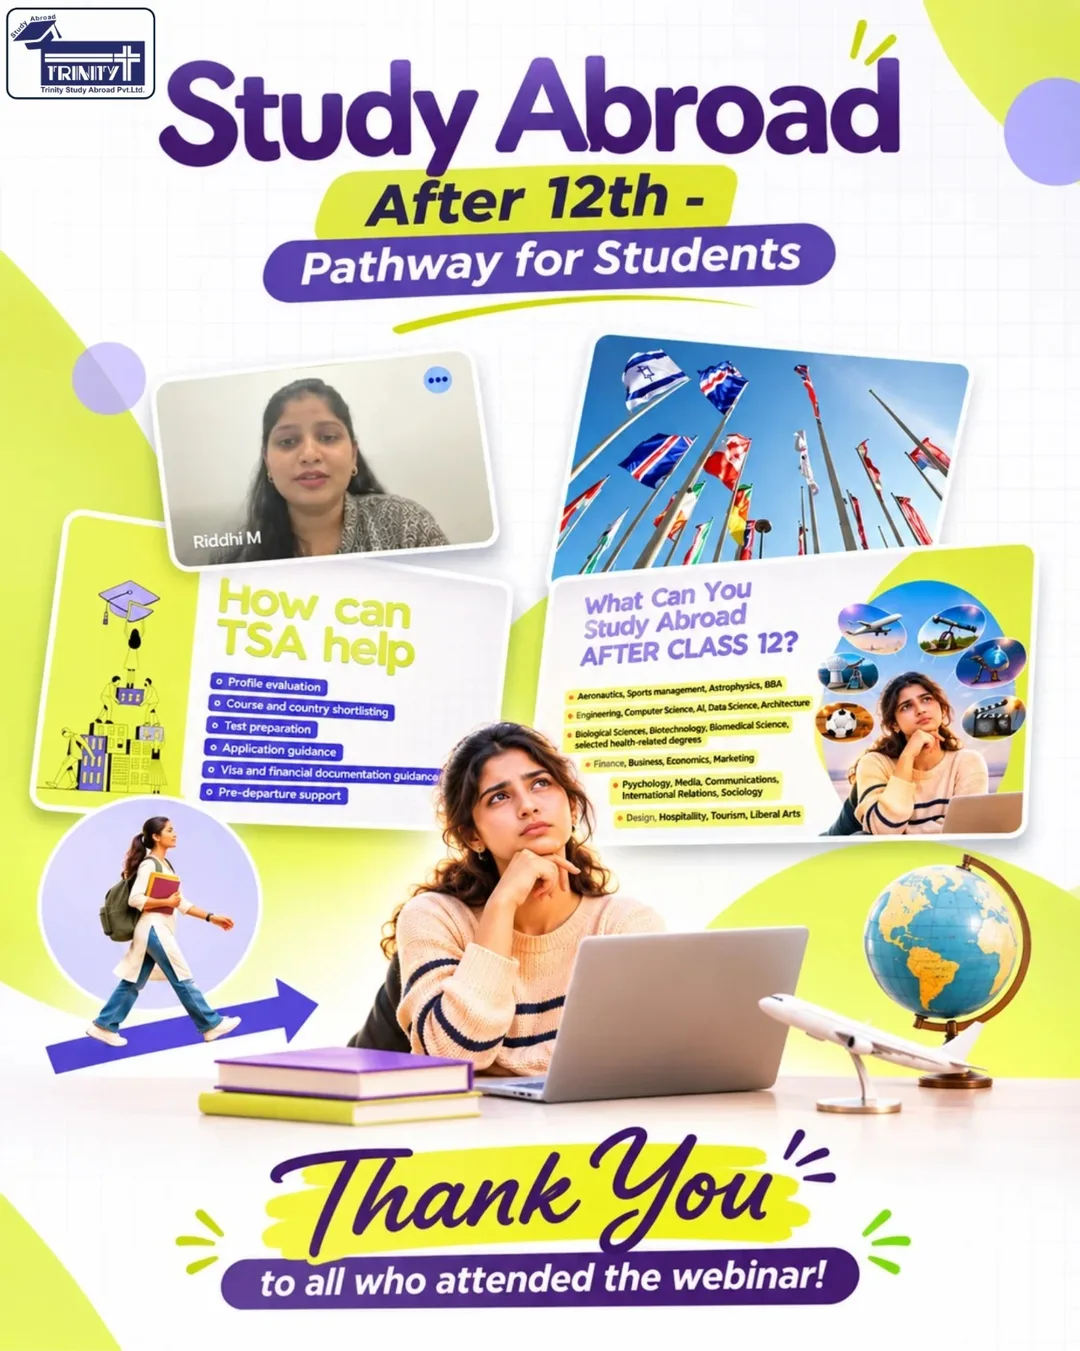 Study Abroad
TRINITY
Trinity Study Abroad Pvt.Ltd.
Study Abroad
After 12th -
Pathway for Students
Riddhi M
How can
TSA help
Profile evaluation
Course and country shortlisting
Test preparation
Application guidance
Visa and financial documentation guidance
Pre-departure support
What Can You
Study Abroad
AFTER CLASS 12?
Aeronautics, Sports management, Astrophysics, BBA
Engineering, Computer Science, AI, Data Science, Architecture
Biological Sciences, Biotechnology, Biomedical Science,
selected health-related degrees
Finance, Business, Economics, Marketing
Pyychology, Media, Communications,
International Relations, Sociology
Design, Hospitallity, Tourism, Liberal Arts
Thank You
to all who attended the webinar!